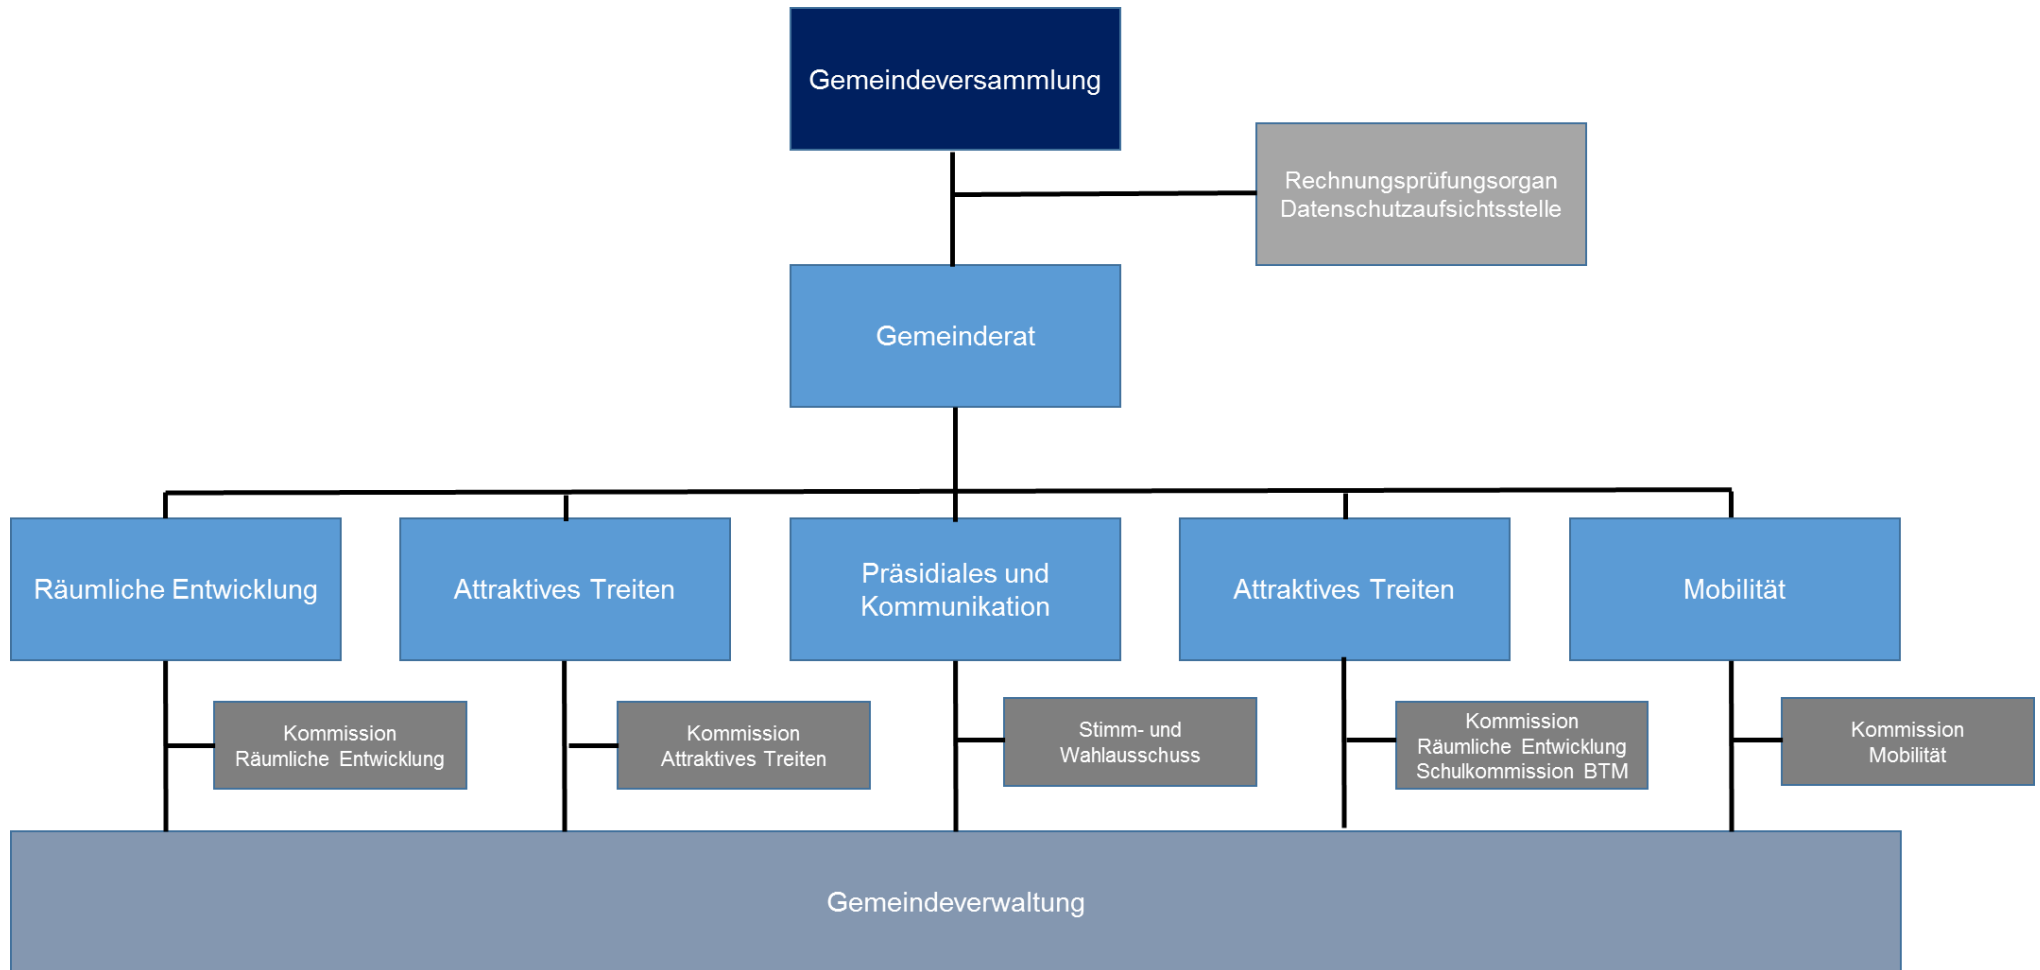 Gemeindeversammlung
Rechnungsprüfungsorgan
Datenschutzaufsichtsstelle
Gemeinderat
Räumliche Entwicklung
Attraktives Treiten
Präsidiales und
Kommunikation
Attraktives Treiten
Mobilität
Kommission
Räumliche Entwicklung
Kommission
Attraktives Treiten
Stimm- und
Wahlausschuss
Kommission
Räumliche Entwicklung
Schulkommission BTM
Kommission
Mobilität
Gemeindeverwaltung